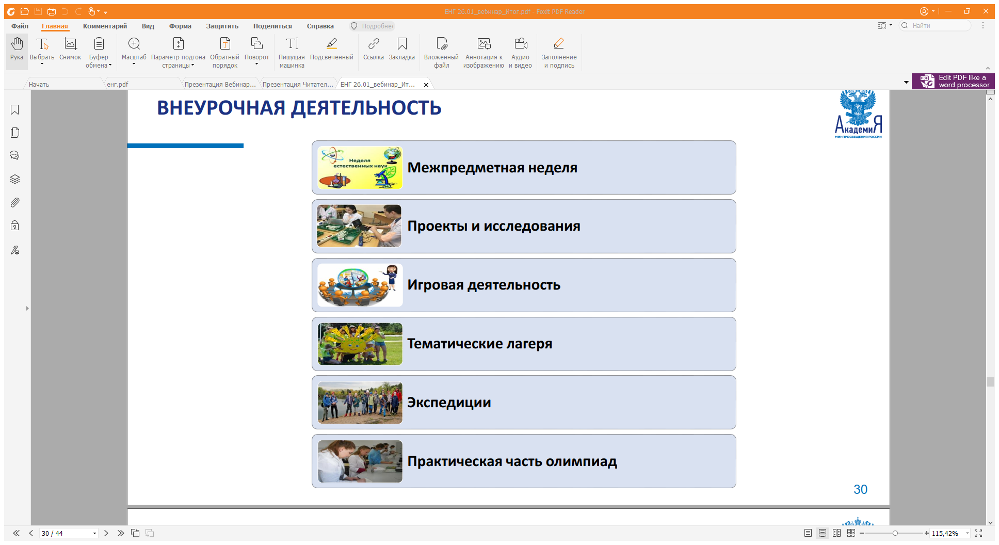 ЕНГ 26.01_вебинар_Итог.pdf - Foxit PDF Reader
Файл Главная Комментарий Вид Форма Защитить Поделиться Справка Подробнее Найти
Рука Выбрать Снимок Буфер обмена Масштаб Параметр подгона страницы Обратный порядок Поворот Пишущая машинка Подсвеченный Ссылка Закладка Вложенный файл Аннотация к изображению Аудио и видео Заполнение и подпись
Начать енг.pdf Презентация Вебинар... Презентация Читател... ЕНГ 26.01_вебинар_Ит...
Edit PDF like a
word processor
ВНЕУРОЧНАЯ ДЕЯТЕЛЬНОСТЬ
АкадемиЯ
МИНПРОСВЕЩЕНИЯ РОССИИ
Неделя
естественных наук
Межпредметная неделя
Проекты и исследования
Игровая деятельность
Тематические лагеря
Экспедиции
Практическая часть олимпиад
30
30 / 44
115,42%